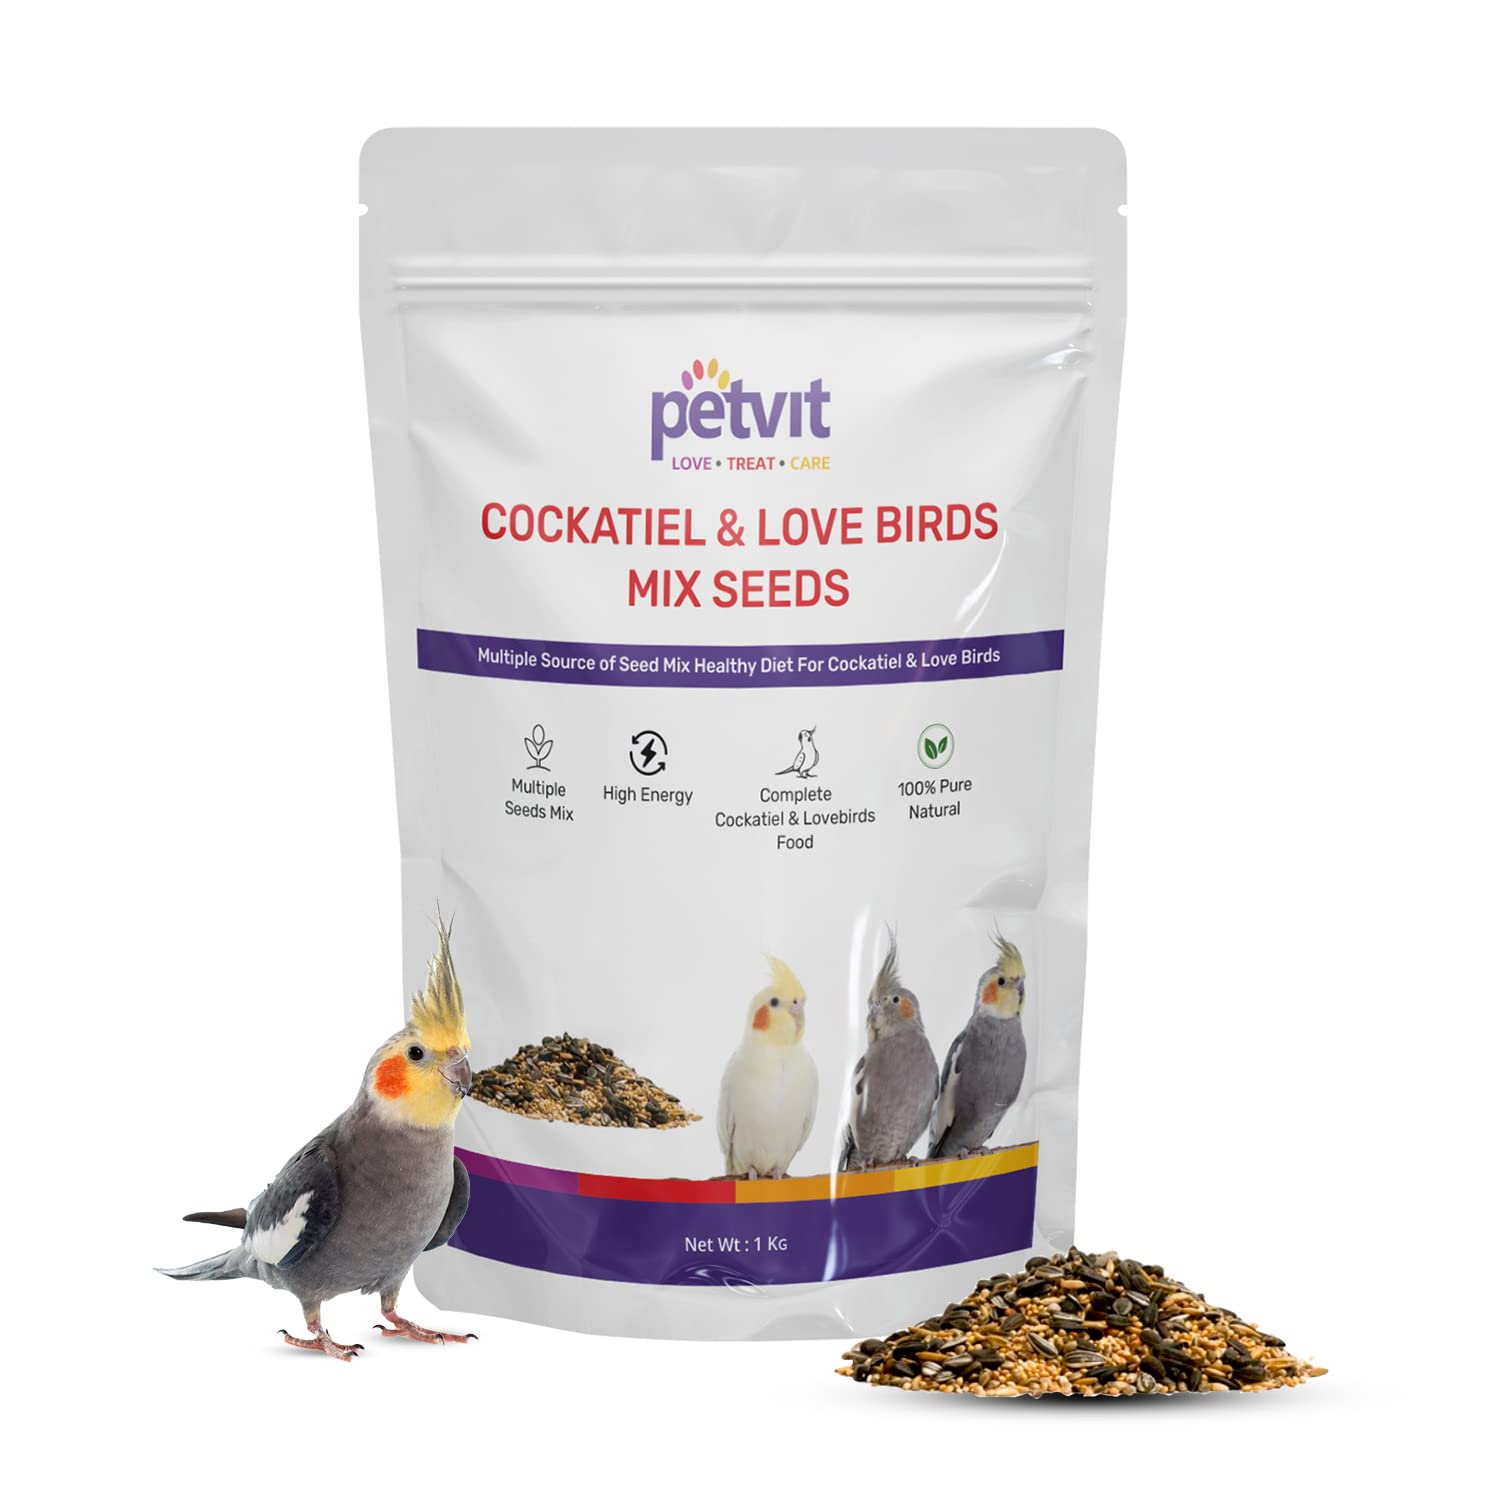 petvit
LOVE • TREAT • CARE
COCKATIEL & LOVE BIRDS
MIX SEEDS
Multiple Source of Seed Mix Healthy Diet For Cockatiel & Love Birds
Multiple
Seeds Mix
High Energy
Complete
Cockatiel & Lovebirds
Food
100% Pure
Natural
Net Wt : 1 KG